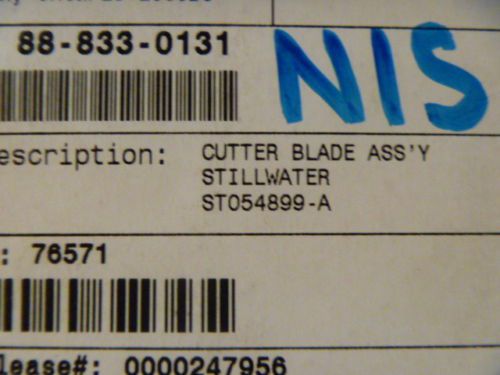 88-833-0131 NIS
escription: CUTTER BLADE ASS'Y
STILLWATER
ST054899-A
: 76571
lease#: 0000247956